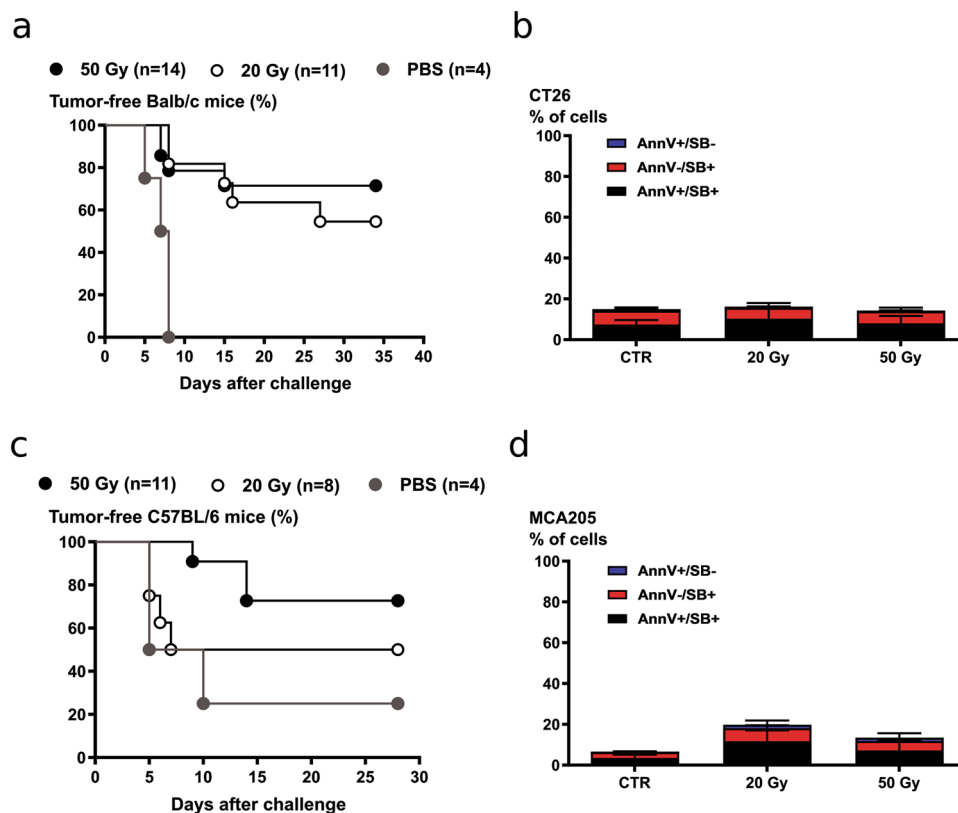 a
50 Gy (n=14) 20 Gy (n=11) PBS (n=4)
Tumor-free Balb/c mice (%)
100
80
60
40
20
0
0 5 10 15 20 25 30 35 40
Days after challenge
b
CT26
% of cells
100
80
60
40
20
0
AnnV+/SB-
AnnV-/SB+
AnnV+/SB+
CTR 20 Gy 50 Gy
c
50 Gy (n=11) 20 Gy (n=8) PBS (n=4)
Tumor-free C57BL/6 mice (%)
100
80
60
40
20
0
0 5 10 15 20 25 30
Days after challenge
d
MCA205
% of cells
100
80
60
40
20
0
AnnV+/SB-
AnnV-/SB+
AnnV+/SB+
CTR 20 Gy 50 Gy